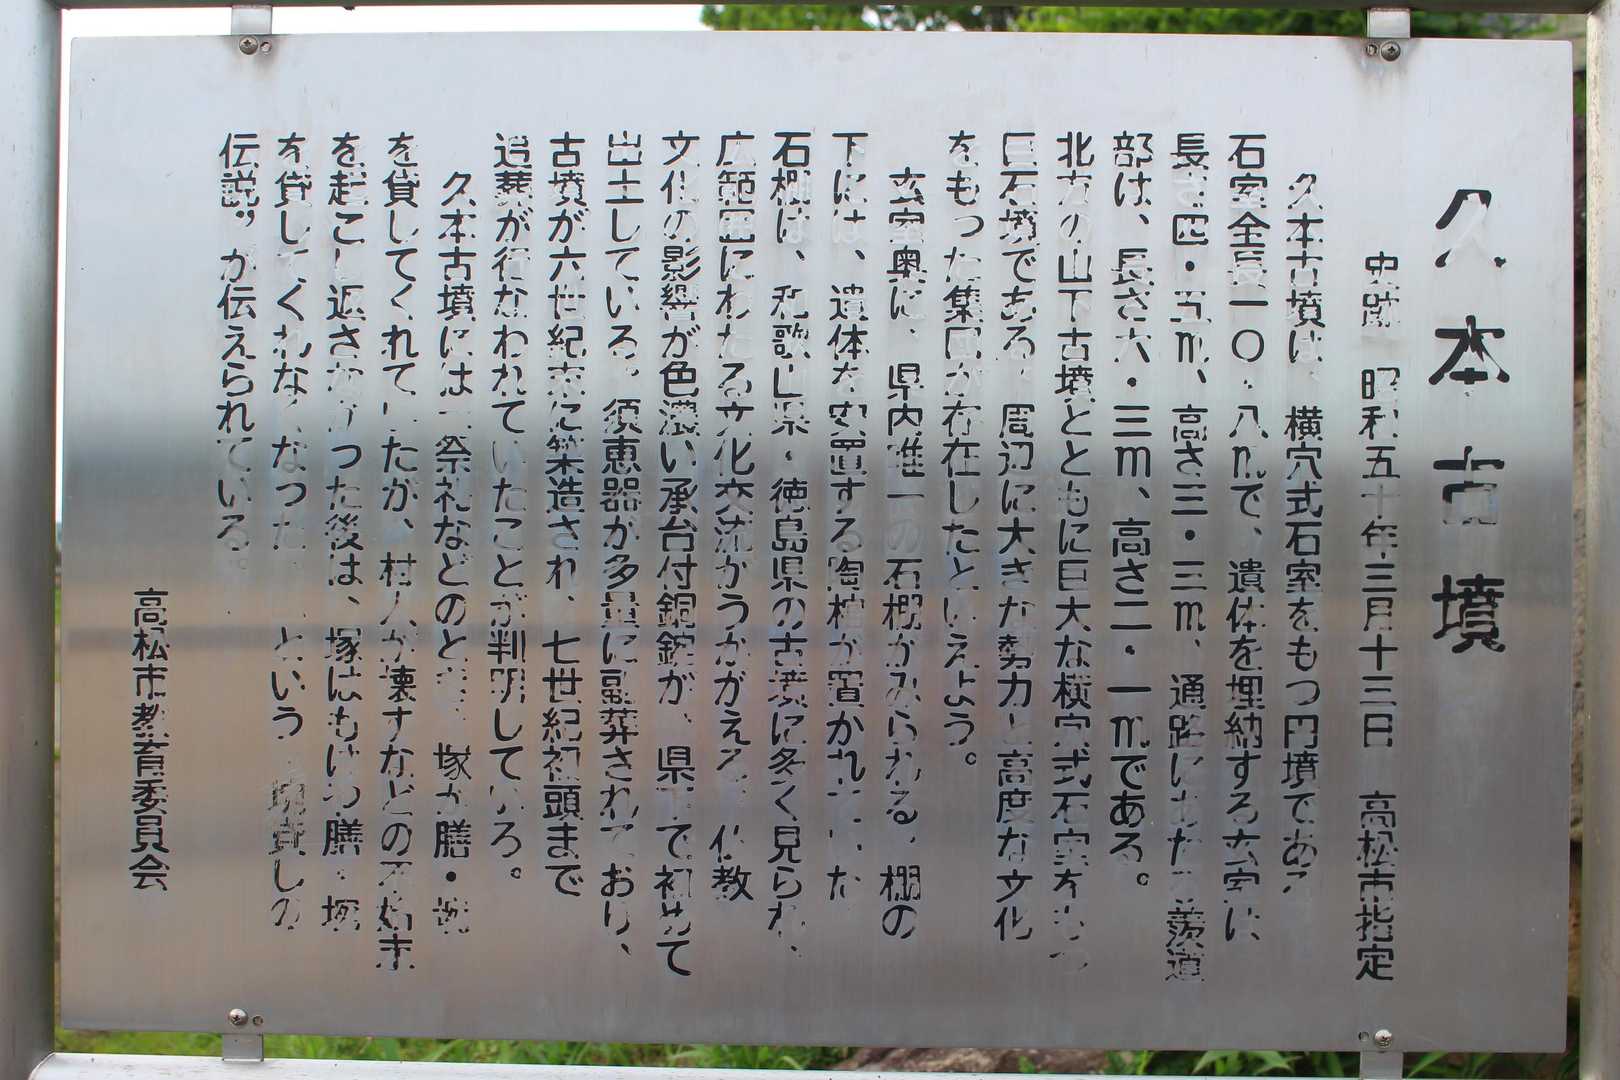 久本古墳
史跡 昭和五十年三月十三日 高松市指定
久本古墳は、横穴式石室をもつ円墳である
石室全長一〇・八mで、遺体を埋納する玄室は、
長さ四・五m、高さ三・三m、通路にあたる羨道
部は、長さ六・三m、高さ二・一mである。
北方の山下古墳とともに巨大な横穴式石室をもつ
巨石墳である。周辺に大きな勢力と高度な文化
をもった集団が存在したといえよう。
玄室奥に、県内唯一の石棚がみられる。棚の
下には、遺体を安置する陶棺が置かれていた
石棚は、和歌山県・徳島県の古墳に多く見られ、
広範囲にわたる文化交流がうかがえる。仏教
文化の影響が色濃い承台付銅鋺が、県下で初めて
出土している。須恵器が多量に副葬されており、
古墳が六世紀末に築造され、七世紀初頭まで
追葬が行なわれていたことが判明している。
久本古墳には、祭礼などのとき、塚が膳・椀
を貸してくれていたが、村人が壊すなどの不始末
を起こし返さなかった後は、塚はもはや膳・椀
を貸してくれなくなった という 椀貸しの
伝説〃が伝えられている。
高松市教育委員会